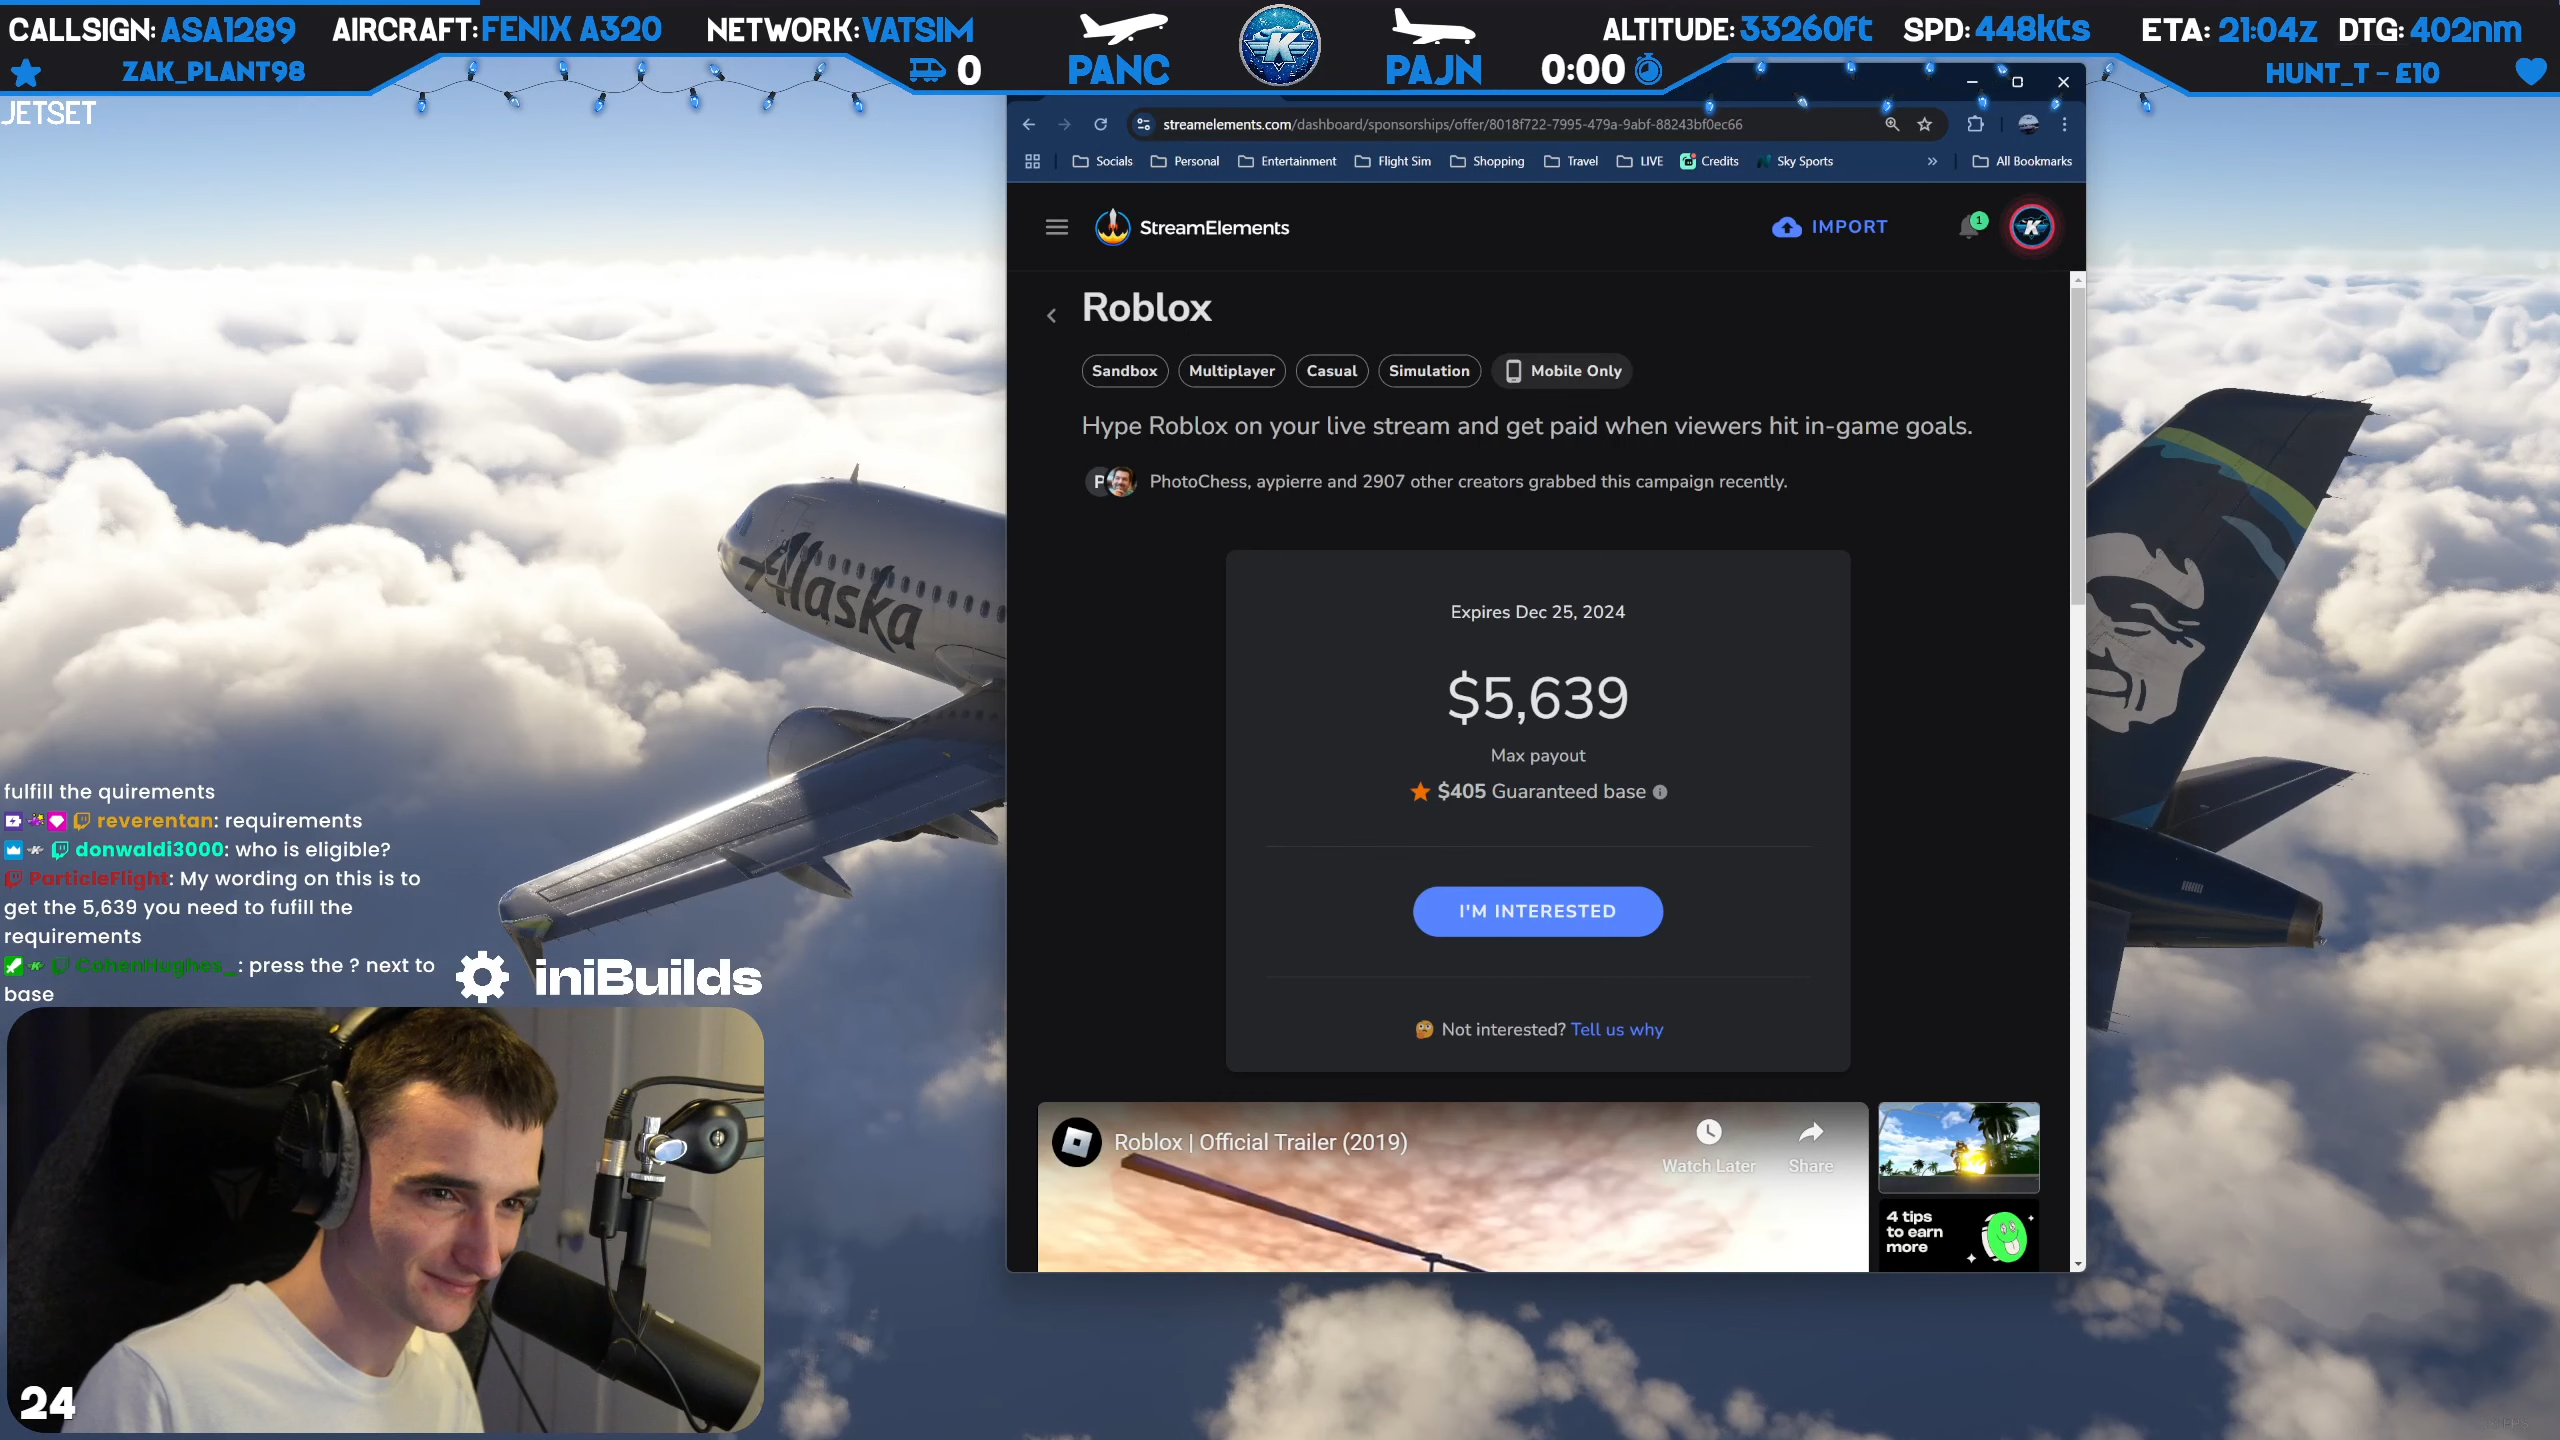 CALLSIGN: ASA1289 AIRCRAFT: FENIX A320 NETWORK: VATSIM
PANC
PAJN
ALTITUDE: 33260ft SPD: 448kts ETA: 21:04z DTG: 402nm
ZAK_PLANT98
0
0:00
HUNT_T - £10
JETSET
streamelements.com/dashboard/sponsorships/offer/8018f722-7995-479a-9abf-88243bf0ec66
Socials Personal Entertainment Flight Sim Shopping Travel LIVE Credits Sky Sports » All Bookmarks
StreamElements
IMPORT
1
K
Roblox
Sandbox Multiplayer Casual Simulation Mobile Only
Hype Roblox on your live stream and get paid when viewers hit in-game goals.
P
PhotoChess, aypierre and 2907 other creators grabbed this campaign recently.
Expires Dec 25, 2024
$5,639
Max payout
$405 Guaranteed base
I'M INTERESTED
Not interested? Tell us why
Roblox | Official Trailer (2019)
Watch Later
Share
4 tips
to earn
more
Alaska
fulfill the quirements
reverentan: requirements
donwaldi3000: who is eligible?
ParticleFlight: My wording on this is to
get the 5,639 you need to fufill the
requirements
CohenHughes_: press the ? next to
base
iniBuilds
24